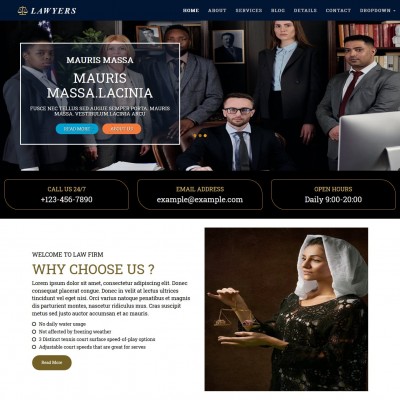 LAWYERS
HOME ABOUT SERVICES BLOG DETAILS CONTACT DROPDOWN
MAURIS MASSA
MAURIS
MASSA.LACINIA
FUSCE NEC TELLUS SED AUGUE SEMPER PORTA. MAURIS
MASSA. VESTIBULUM LACINIA ARCU
READ MORE ABOUT US
CALL US 24/7
+123-456-7890
EMAIL ADDRESS
example@example.com
OPEN HOURS
Daily 9:00-20:00
WELCOME TO LAW FIRM
WHY CHOOSE US ?
Lorem ipsum dolor sit amet, consectetur adipiscing elit.
Crase placerat congue. Donec in velit at lectus ultrices
tincidunt vel eget nisi. Orci varius natoque penatibus et magnis
dis parturient montes, nascetur ridiculus mus. Cras aliquet
mauris sed justo auctor accumsan et ac mauris.
No daily water usage
Not affected by evening weather
3 Distinct tennis court surface speed-of-play options
Adjustable court speeds that are great for serves
Read More